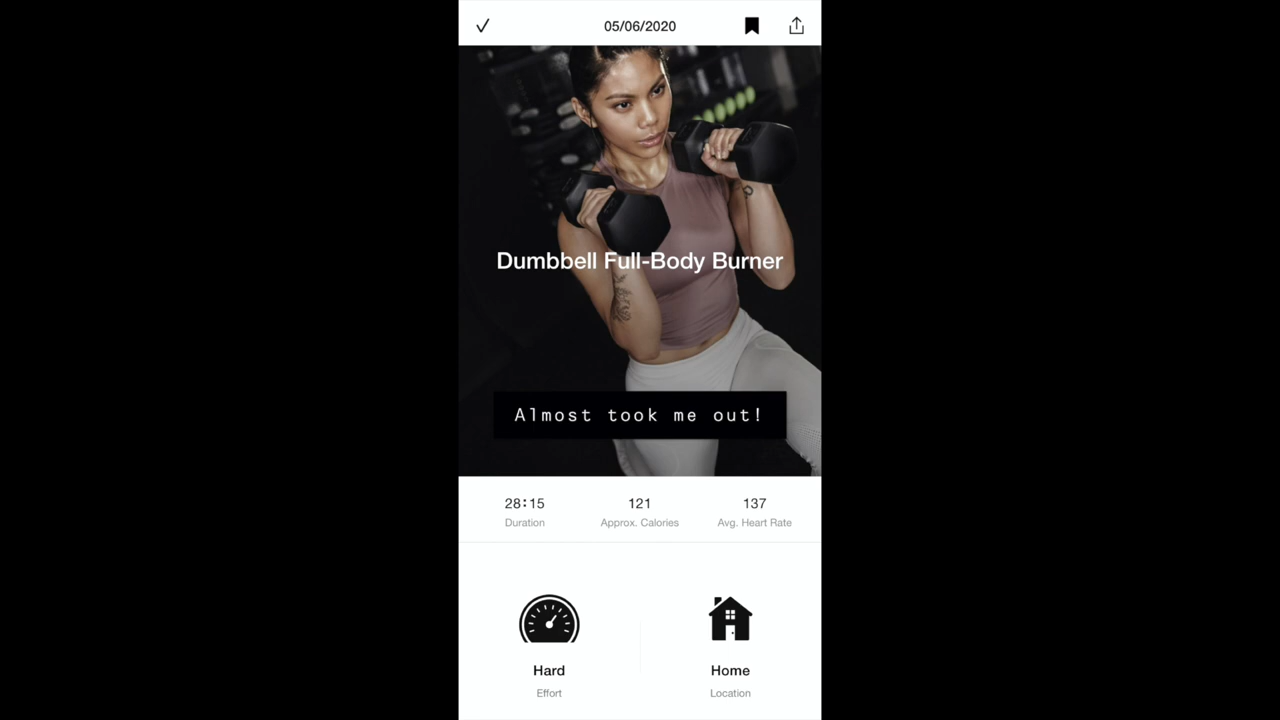 05/06/2020
Dumbbell Full-Body Burner
Almost took me out!
28:15 121 137
Duration Approx. Calories Avg. Heart Rate
Hard Home
Effort Location